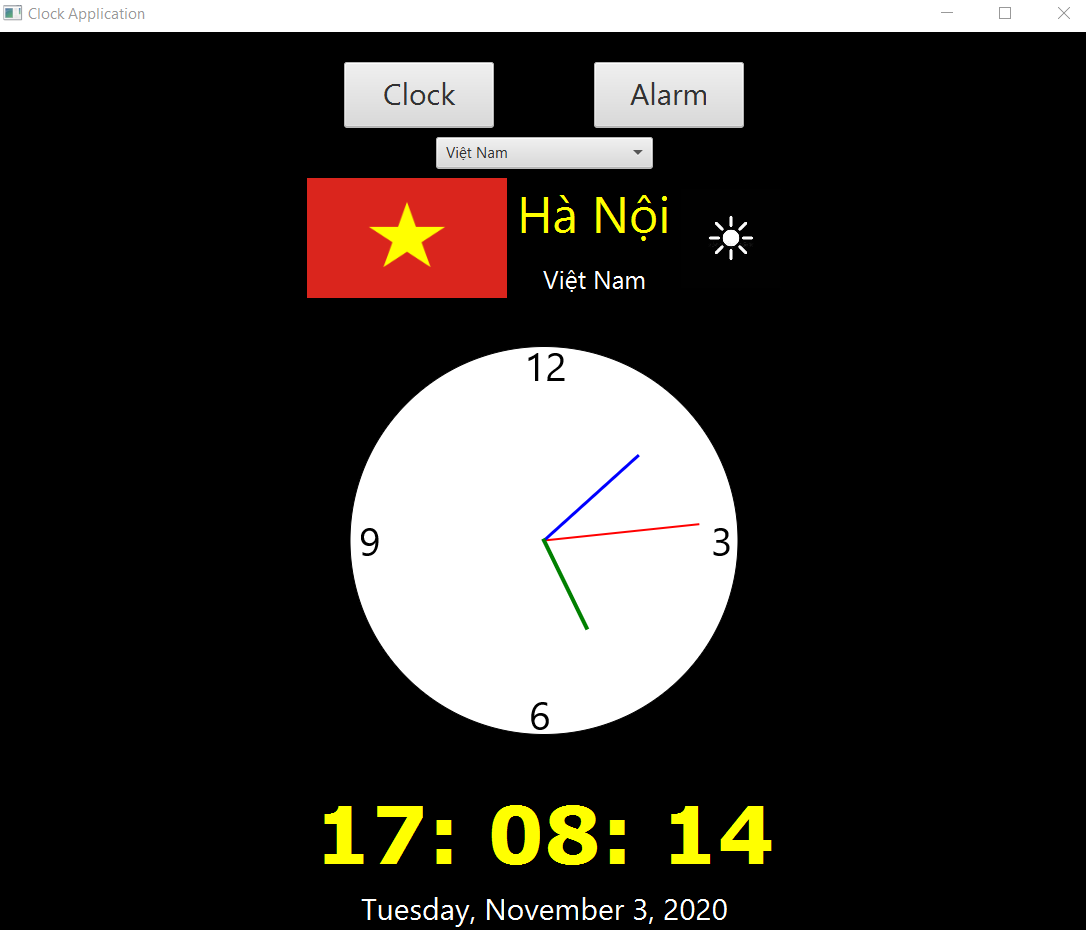 Clock Application
Clock Alarm
Việt Nam
Hà Nội
Việt Nam
12
9 3
6
17: 08: 14
Tuesday, November 3, 2020